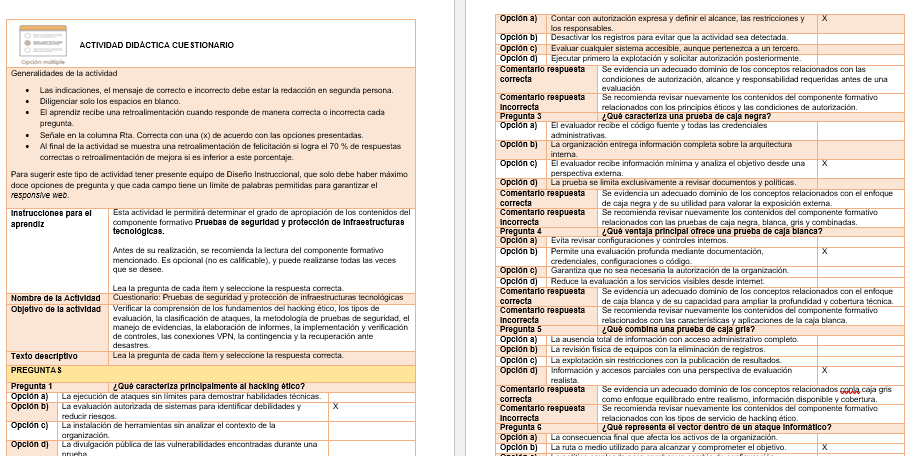 Opción múltiple
ACTIVIDAD DIDÁCTICA CUESTIONARIO
Generalidades de la actividad
• Las indicaciones, el mensaje de correcto e incorrecto debe estar la redacción en segunda persona.
• Diligenciar solo los espacios en blanco.
• El aprendiz recibe una retroalimentación cuando responde de manera correcta o incorrecta cada
pregunta.
• Señale en la columna Rta. Correcta con una (x) de acuerdo con las opciones presentadas.
• Al final de la actividad se muestra una retroalimentación de felicitación si logra el 70 % de respuestas
correctas o retroalimentación de mejora si es inferior a este porcentaje.
Para sugerir este tipo de actividad tener presente equipo de Diseño Instruccional, que solo debe haber máximo
doce opciones de pregunta y que cada campo tiene un límite de palabras permitidas para garantizar el
responsive web.
Instrucciones para el
aprendiz
Esta actividad le permitirá determinar el grado de apropiación de los contenidos del
componente formativo Pruebas de seguridad y protección de infraestructuras
tecnológicas.
Antes de su realización, se recomienda la lectura del componente formativo
mencionado. Es opcional (no es calificable), y puede realizarse todas las veces
que se desee.
Lea la pregunta de cada ítem y seleccione la respuesta correcta.
Nombre de la Actividad Cuestionario: Pruebas de seguridad y protección de infraestructuras tecnológicas
Objetivo de la actividad Verificar la comprensión de los fundamentos del hacking ético, los tipos de
evaluación, la clasificación de ataques, la metodología de pruebas de seguridad, el
manejo de evidencias, la elaboración de informes, la implementación y verificación
de controles, las conexiones VPN, la contingencia y la recuperación ante
desastres.
Texto descriptivo Lea la pregunta de cada ítem y seleccione la respuesta correcta.
PREGUNTAS
Pregunta 1 ¿Qué caracteriza principalmente al hacking ético?
Opción a) La ejecución de ataques sin límites para demostrar habilidades técnicas.
Opción b) La evaluación autorizada de sistemas para identificar debilidades y X
reducir riesgos.
Opción c) La instalación de herramientas sin analizar el contexto de la
organización.
Opción d) La divulgación pública de las vulnerabilidades encontradas durante una
prueba.
Opción a) Contar con autorización expresa y definir el alcance, las restricciones y X
los responsables.
Opción b) Desactivar los registros para evitar que la actividad sea detectada.
Opción c) Evaluar cualquier sistema accesible, aunque pertenezca a un tercero.
Opción d) Ejecutar primero la explotación y solicitar autorización posteriormente.
Comentario respuesta
correcta
Se evidencia un adecuado dominio de los conceptos relacionados con las
condiciones de autorización, alcance y responsabilidad requeridas antes de una
evaluación.
Comentario respuesta
incorrecta
Se recomienda revisar nuevamente los contenidos del componente formativo
relacionados con los principios éticos y las condiciones de autorización.
Pregunta 3 ¿Qué caracteriza una prueba de caja negra?
Opción a) El evaluador recibe el código fuente y todas las credenciales
administrativas.
Opción b) La organización entrega información completa sobre la arquitectura
interna.
Opción c) El evaluador recibe información mínima y analiza el objetivo desde una X
perspectiva externa.
Opción d) La prueba se limita exclusivamente a revisar documentos y políticas.
Comentario respuesta
correcta
Se evidencia un adecuado dominio de los conceptos relacionados con el enfoque
de caja negra y de su utilidad para valorar la exposición externa.
Comentario respuesta
incorrecta
Se recomienda revisar nuevamente los contenidos del componente formativo
relacionados con las pruebas de caja negra, blanca, gris y combinadas.
Pregunta 4 ¿Qué ventaja principal ofrece una prueba de caja blanca?
Opción a) Evita revisar configuraciones y controles internos.
Opción b) Permite una evaluación profunda mediante documentación, X
credenciales, configuraciones o código.
Opción c) Garantiza que no sea necesaria la autorización de la organización.
Opción d) Reduce la evaluación a los servicios visibles desde internet.
Comentario respuesta
correcta
Se evidencia un adecuado dominio de los conceptos relacionados con el enfoque
de caja blanca y de su capacidad para ampliar la profundidad y cobertura técnica.
Comentario respuesta
incorrecta
Se recomienda revisar nuevamente los contenidos del componente formativo
relacionados con las características y aplicaciones de la caja blanca.
Pregunta 5 ¿Qué combina una prueba de caja gris?
Opción a) La ausencia total de información con acceso administrativo completo.
Opción b) La revisión física de equipos con la eliminación de registros.
Opción c) La explotación sin restricciones con la publicación de resultados.
Opción d) Información y accesos parciales con una perspectiva de evaluación X
realista.
Comentario respuesta
correcta
Se evidencia un adecuado dominio de los conceptos relacionados conla caja gris
como enfoque equilibrado entre realismo, información disponible y cobertura.
Comentario respuesta
incorrecta
Se recomienda revisar nuevamente los contenidos del componente formativo
relacionados con los tipos de servicio de hacking ético.
Pregunta 6 ¿Qué representa el vector dentro de un ataque informático?
Opción a) La consecuencia final que afecta los activos de la organización.
Opción b) La ruta o medio utilizado para alcanzar y comprometer el objetivo. X